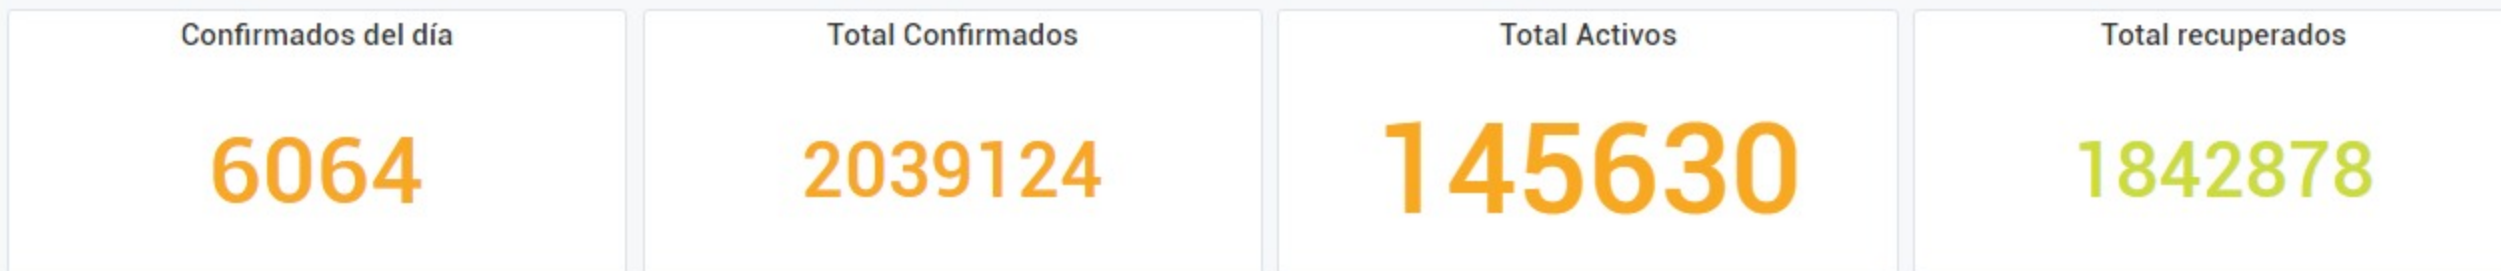 Confirmados del día
6064
Total Confirmados
2039124
Total Activos
145630
Total recuperados
1842878